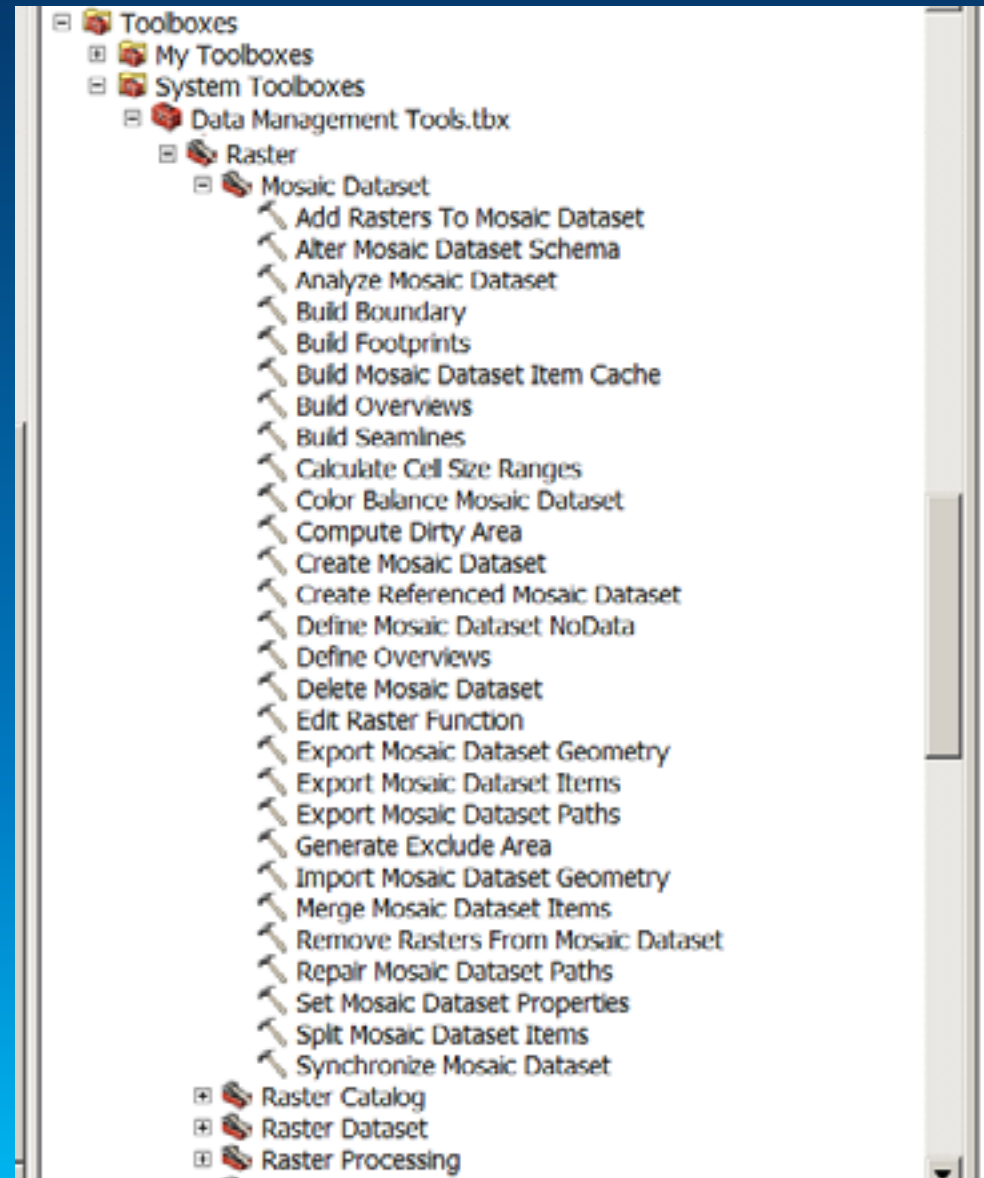 Toolboxes
My Toolboxes
System Toolboxes
Data Management Tools.tbx
Raster
Mosaic Dataset
Add Rasters To Mosaic Dataset
Alter Mosaic Dataset Schema
Analyze Mosaic Dataset
Build Boundary
Build Footprints
Build Mosaic Dataset Item Cache
Build Overviews
Build Seamlines
Calculate Cell Size Ranges
Color Balance Mosaic Dataset
Compute Dirty Area
Create Mosaic Dataset
Create Referenced Mosaic Dataset
Define Mosaic Dataset NoData
Define Overviews
Delete Mosaic Dataset
Edit Raster Function
Export Mosaic Dataset Geometry
Export Mosaic Dataset Items
Export Mosaic Dataset Paths
Generate Exclude Area
Import Mosaic Dataset Geometry
Merge Mosaic Dataset Items
Remove Rasters From Mosaic Dataset
Repair Mosaic Dataset Paths
Set Mosaic Dataset Properties
Split Mosaic Dataset Items
Synchronize Mosaic Dataset
Raster Catalog
Raster Dataset
Raster Processing